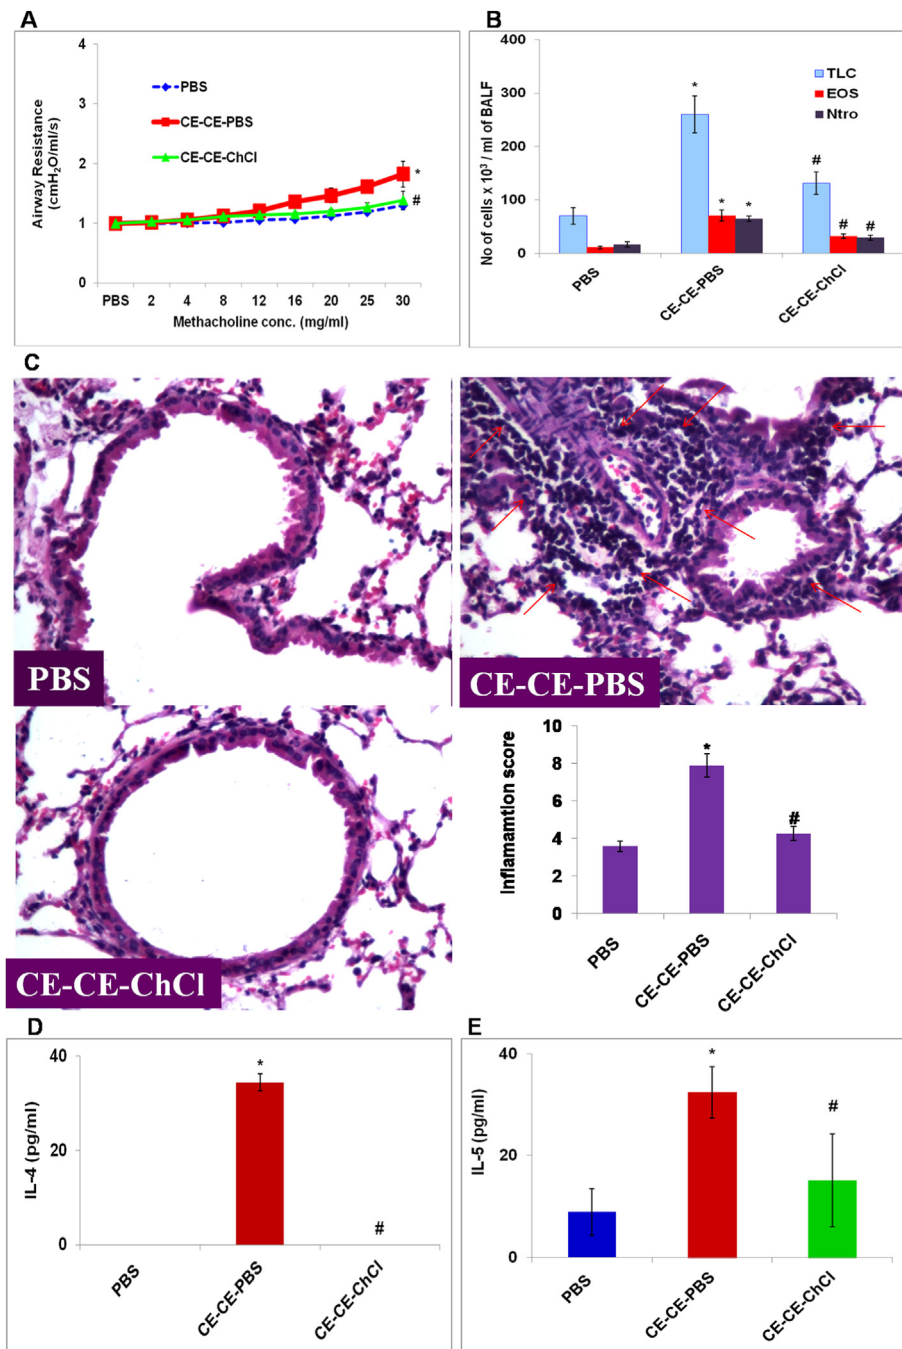 A
4
3
2
1
0
Airway Resistance
(cmH₂O/ml/s)
PBS
CE-CE-PBS
CE-CE-ChCl
*
#
PBS 2 4 8 12 16 20 25 30
Methacholine conc. (mg/ml)
B
400
300
200
100
0
No of cells x 10³ / ml of BALF
TLC
EOS
Ntro
*
* *
#
# #
PBS
CE-CE-PBS
CE-CE-ChCl
C
PBS
CE-CE-PBS
CE-CE-ChCl
10
8
6
4
2
0
Inflamamtion score
*
#
PBS
CE-CE-PBS
CE-CE-ChCl
D
40
20
0
IL-4 (pg/ml)
*
#
PBS
CE-CE-PBS
CE-CE-ChCl
E
40
20
0
IL-5 (pg/ml)
*
#
PBS
CE-CE-PBS
CE-CE-ChCl